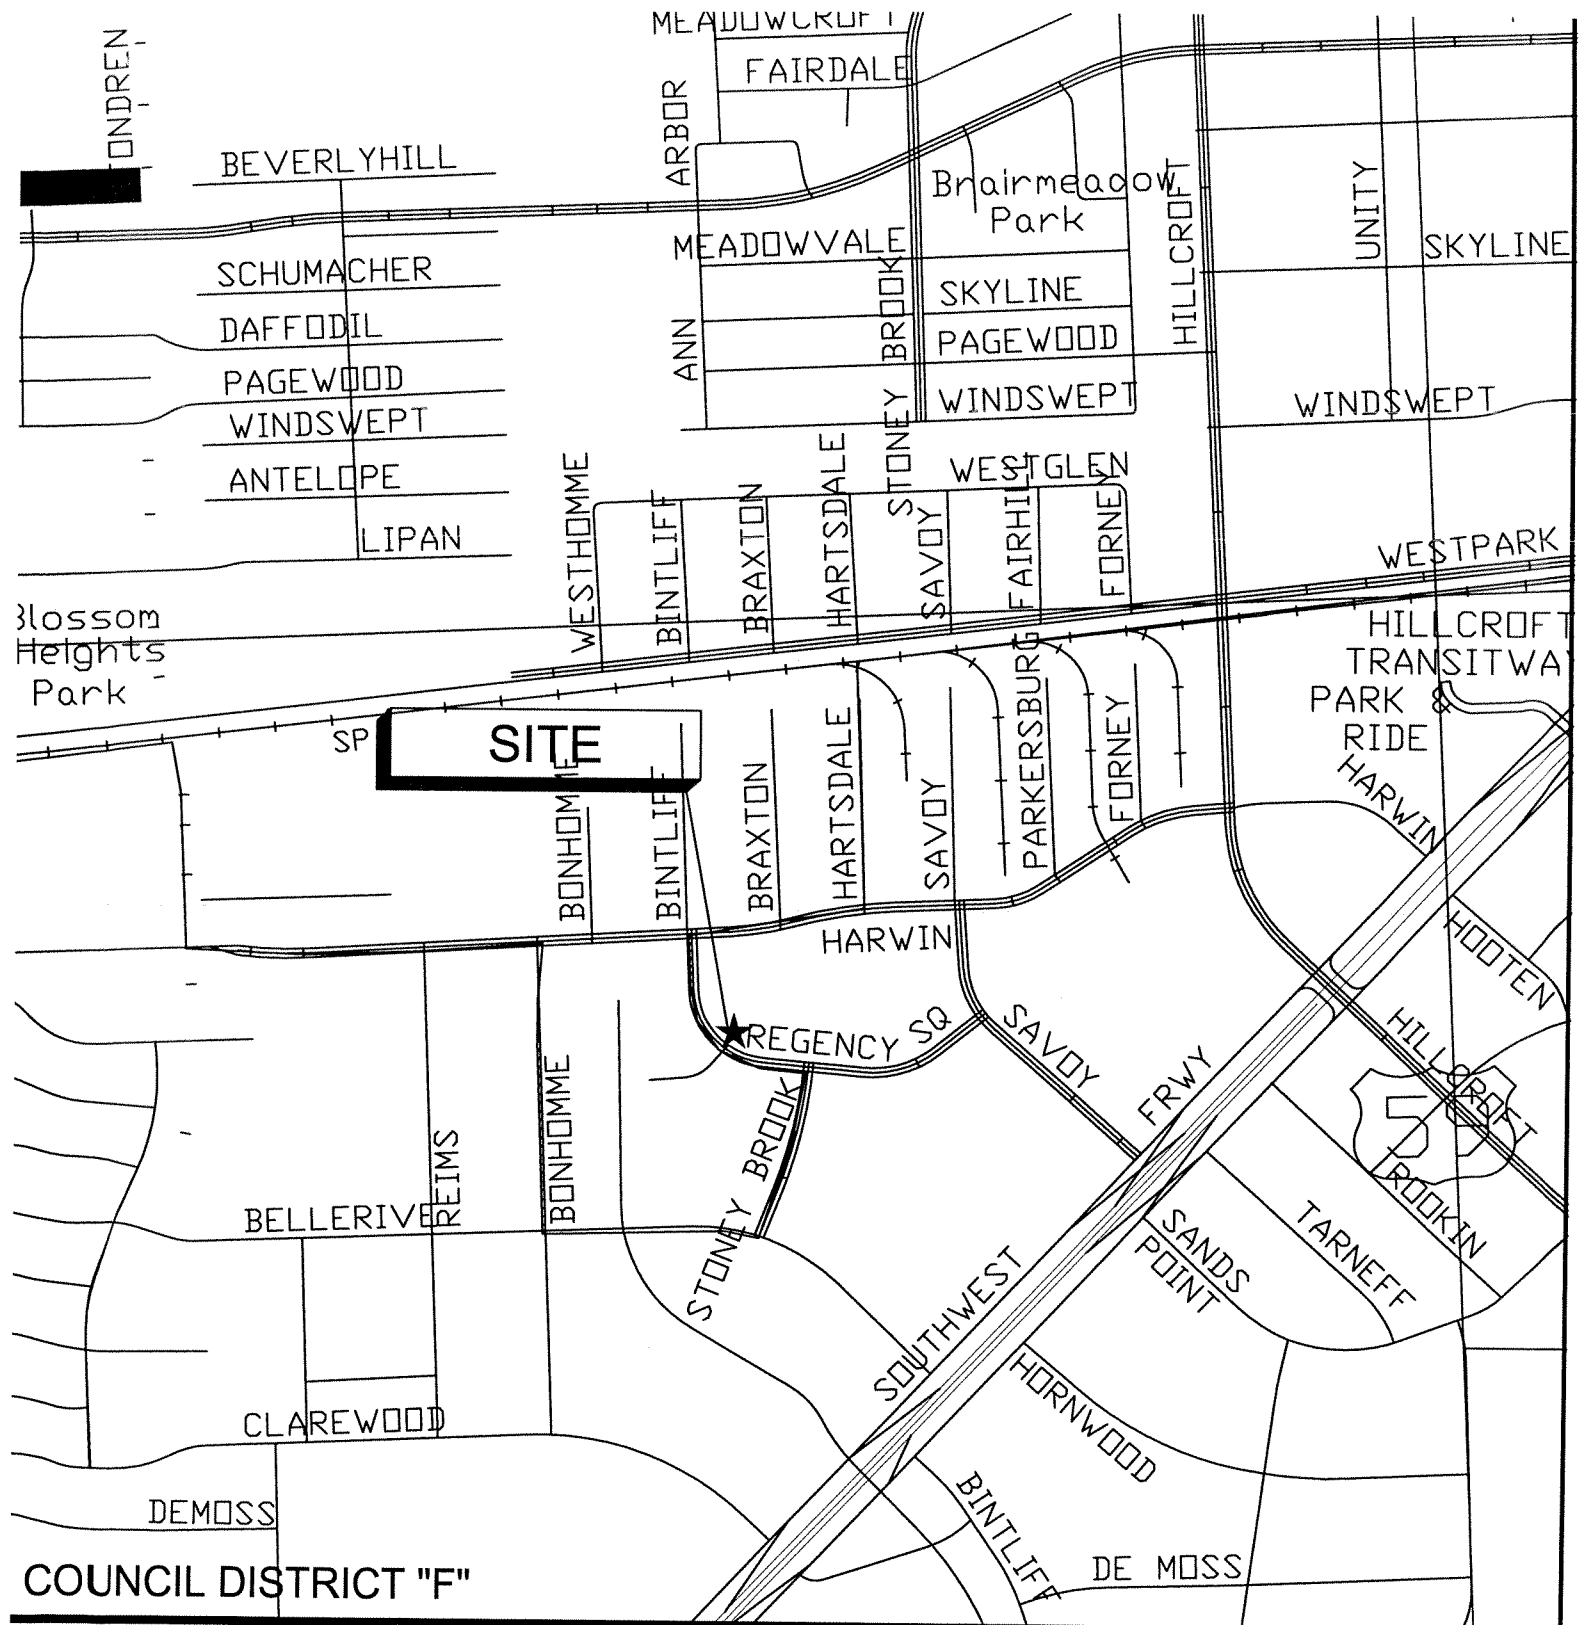 MEADOWCROFT
FAIRDALE
ONDREN
ARBOR
BEVERLYHILL
Briarmeadow
Park
HILLCROFT
UNITY
MEADOWVALE
SKYLINE
SCHUMACHER
SKYLINE
DAFFODIL
ANN
STONEY BROOK
PAGEWOOD
PAGEWOOD
WINDSWEPT
WINDSWEPT
WINDSWEPT
ANTELOPE
WESTGLEN
LIPAN
WESTHOMME
BINTLIFF
BRAXTON
HARTSDALE
SAVOY
FAIRHILL
FORNEY
WESTPARK
Blossom
Heights
Park
HILLCROFT
TRANSITWAY
PARK &
RIDE
SP
SITE
BONHOMME
BINTLIFF
BRAXTON
HARTSDALE
SAVOY
PARKERSBURG
FORNEY
HARWIN
HARWIN
HOOTEN
REGENCY SQ
SAVOY
HILLCROFT
FRWY
59
REIMS
BONHOMME
STONEY BROOK
BELLERIVE
ROOKIN
TARNEFF
SANDS
POINT
SOUTHWEST
HORNWOOD
CLAREWOOD
BINTLIFF
DEMOSS
DE MOSS
COUNCIL DISTRICT "F"